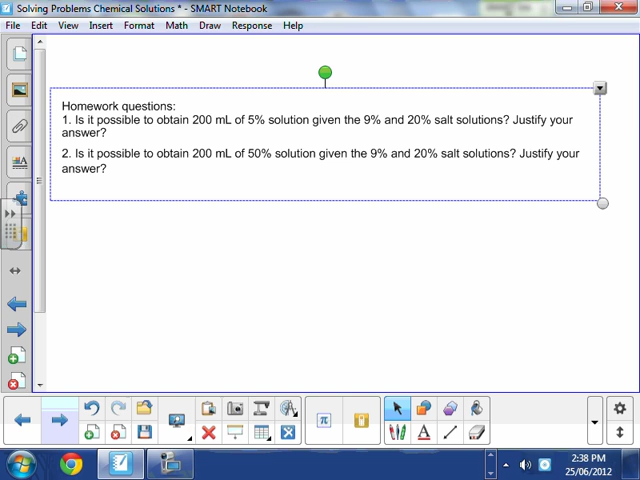 Solving Problems Chemical Solutions * - SMART Notebook
File Edit View Insert Format Math Draw Response Help
Homework questions:
1. Is it possible to obtain 200 mL of 5% solution given the 9% and 20% salt solutions? Justify your
answer?
2. Is it possible to obtain 200 mL of 50% solution given the 9% and 20% salt solutions? Justify your
answer?
2:38 PM
25/06/2012